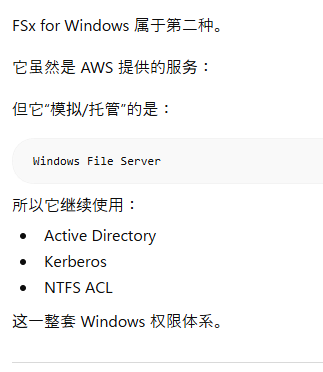 FSx for Windows 属于第二种。
它虽然是 AWS 提供的服务：
但它“模拟/托管”的是：
Windows File Server
所以它继续使用：
• Active Directory
• Kerberos
• NTFS ACL
这一整套 Windows 权限体系。